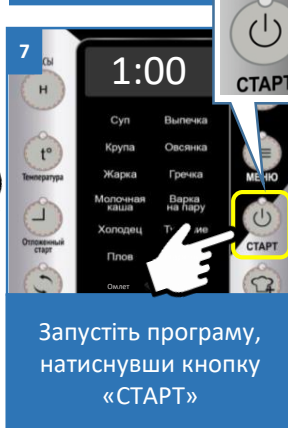 7
СТАРТ
Н
1:00
t°
Температура
Отложенный
старт
Суп
Выпечка
Крупа
Овсянка
Жарка
Гречка
Молочная
каша
Варка
на пару
Холодец
Плов
Омлет
МЕНЮ
СТАРТ
Запустіть програму,
натиснувши кнопку
«СТАРТ»